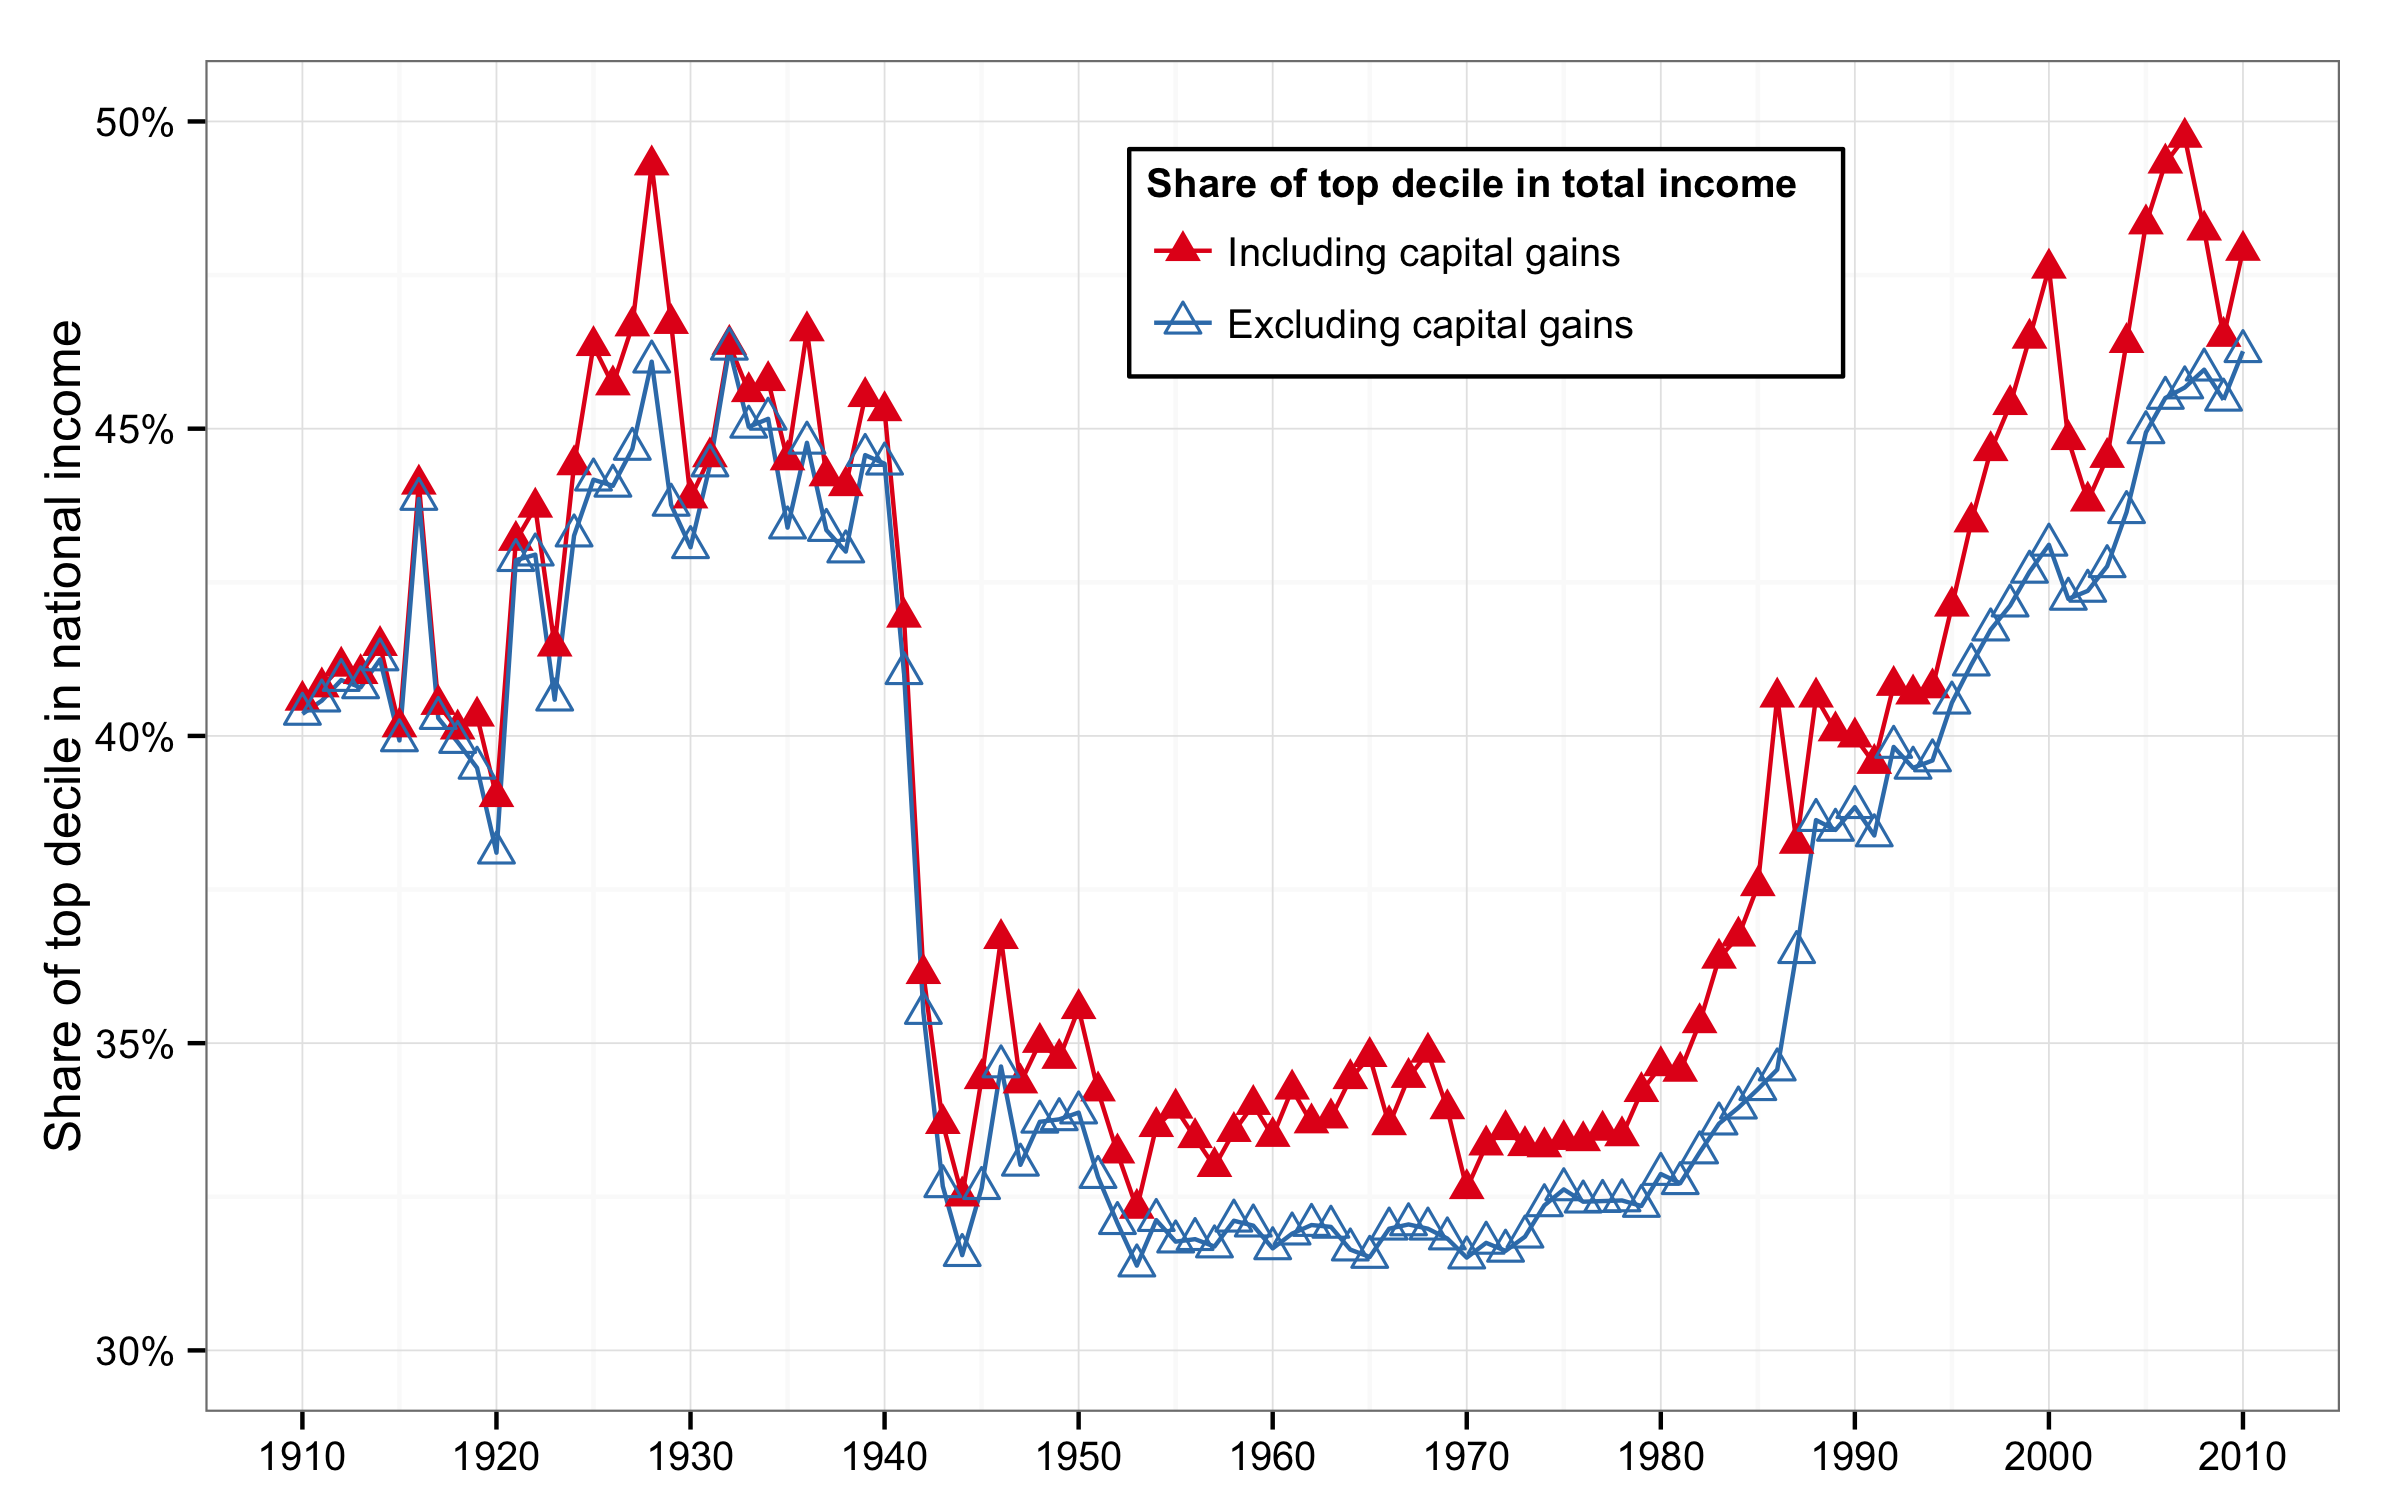 Share of top decile in national income
50%
45%
40%
35%
30%
Share of top decile in total income
Including capital gains
Excluding capital gains
1910 1920 1930 1940 1950 1960 1970 1980 1990 2000 2010